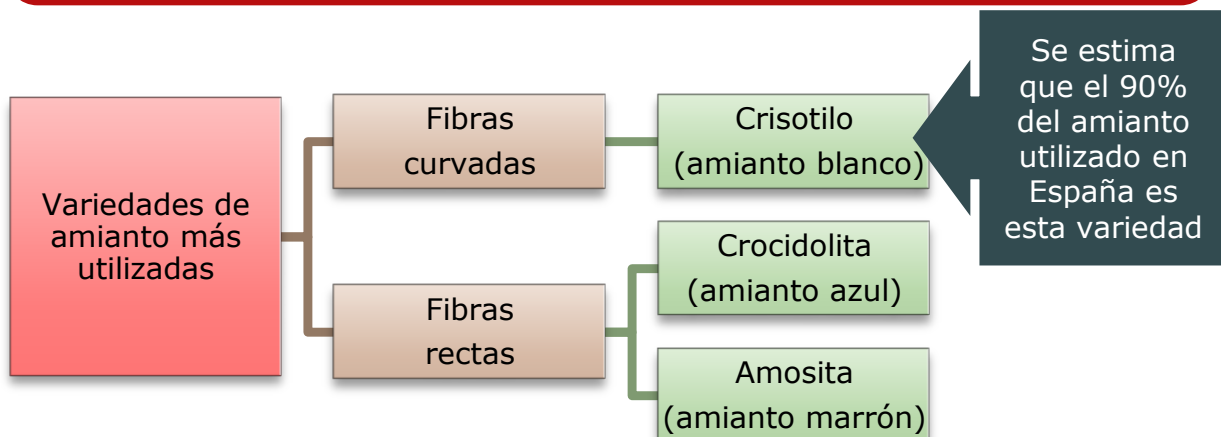 Variedades de
amianto más
utilizadas
Fibras
curvadas
Fibras
rectas
Crisotilo
(amianto blanco)
Crocidolita
(amianto azul)
Amosita
(amianto marrón)
Se estima
que el 90%
del amianto
utilizado en
España es
esta variedad